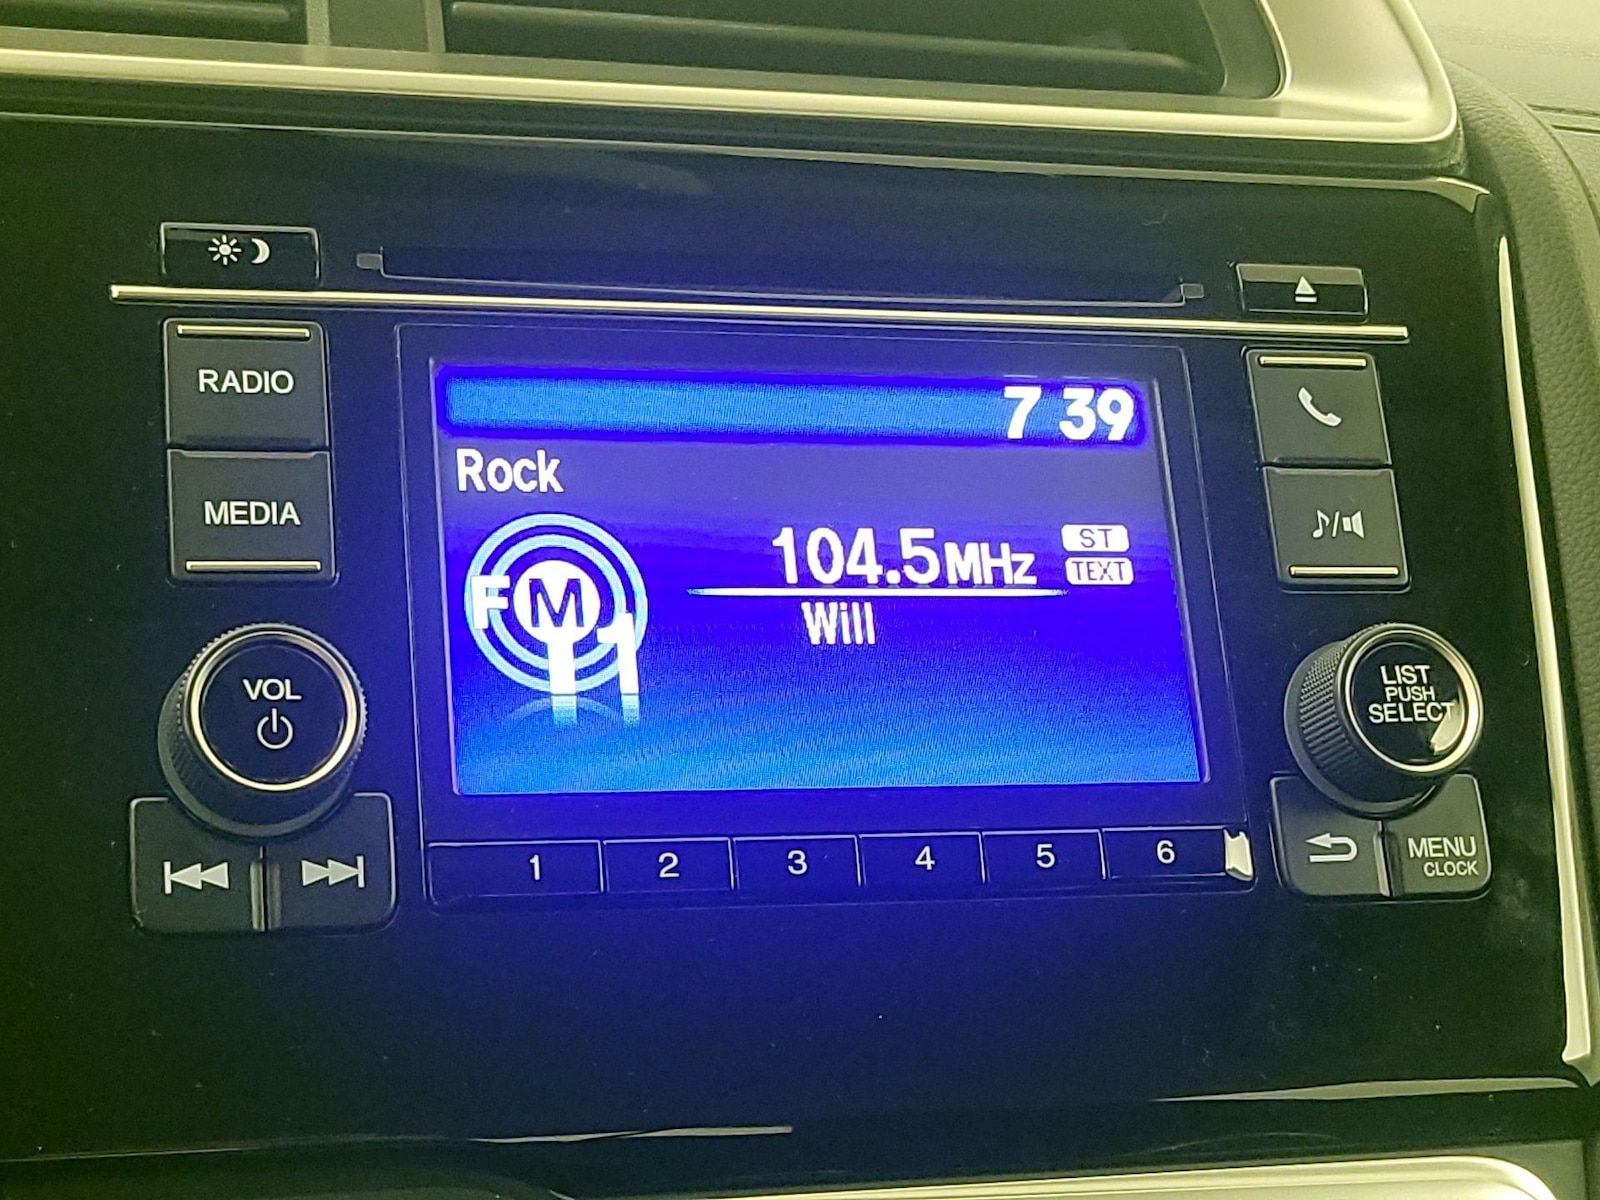 RADIO
MEDIA
VOL
7 39
Rock
FM 1
104.5MHz
ST
TEXT
Will
LIST
PUSH
SELECT
1 2 3 4 5 6
MENU
CLOCK